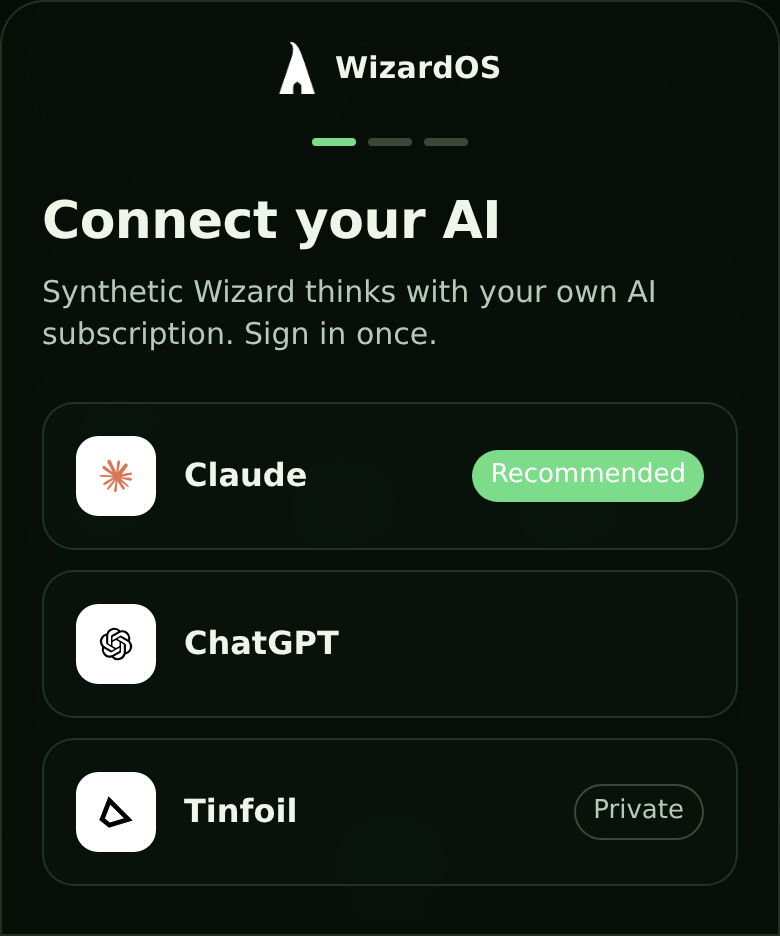 WizardOS
Connect your AI
Synthetic Wizard thinks with your own AI
subscription. Sign in once.
Claude
Recommended
ChatGPT
Tinfoil
Private